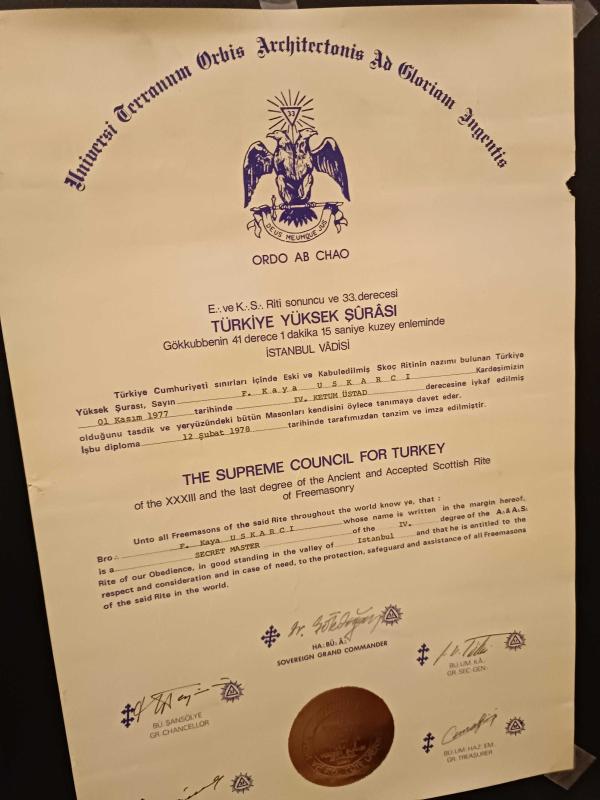 Universi Terranum Orbis Architectonis Ad Gloriam Ingentis
33
DEUS MEUMQUE JUS
ORDO AB CHAO
E∴ ve K∴ S∴ Riti sonuncu ve 33. derecesi
TÜRKİYE YÜKSEK ŞÛRÂSI
Gökkubbenin 41 derece 1 dakika 15 saniye kuzey enleminde
İSTANBUL VÂDİSİ
Türkiye Cumhuriyeti sınırları içinde Eski ve Kabuledilmiş Skoç Ritinin nazımı bulunan Türkiye
Yüksek Şurası, Sayın F. Kaya USKARCI Kardeşimizin
01 Kasım 1977 tarihinde IV. KETUM ÜSTAD derecesine iykaf edilmiş
olduğunu tasdik ve yeryüzündeki bütün Masonları kendisini öylece tanımaya davet eder.
İşbu diploma 12 Şubat 1978 tarihinde tarafımızdan tanzim ve imza edilmiştir.
THE SUPREME COUNCIL FOR TURKEY
of the XXXIII and the last degree of the Ancient and Accepted Scottish Rite
of Freemasonry
Unto all Freemasons of the said Rite throughout the world know ye, that :
Bro∴ F. Kaya USKARCI whose name is written in the margin hereof,
is a SECRET MASTER of the IV. degree of the A.& A.S.
Rite of our Obedience, in good standing in the valley of Istanbul and that he is entitled to the
respect and consideration and in case of need, to the protection, safeguard and assistance of all Freemasons
of the said Rite in the world.
HA∴ BÜ∴ Â∴
SOVEREIGN GRAND COMMANDER
BÜ. UM. KÂ.
GR. SEC. GEN.
BÜ. ŞANSÖLYE
GR. CHANCELLOR
BÜ. UM. HAZ. EM.
GR. TREASURER